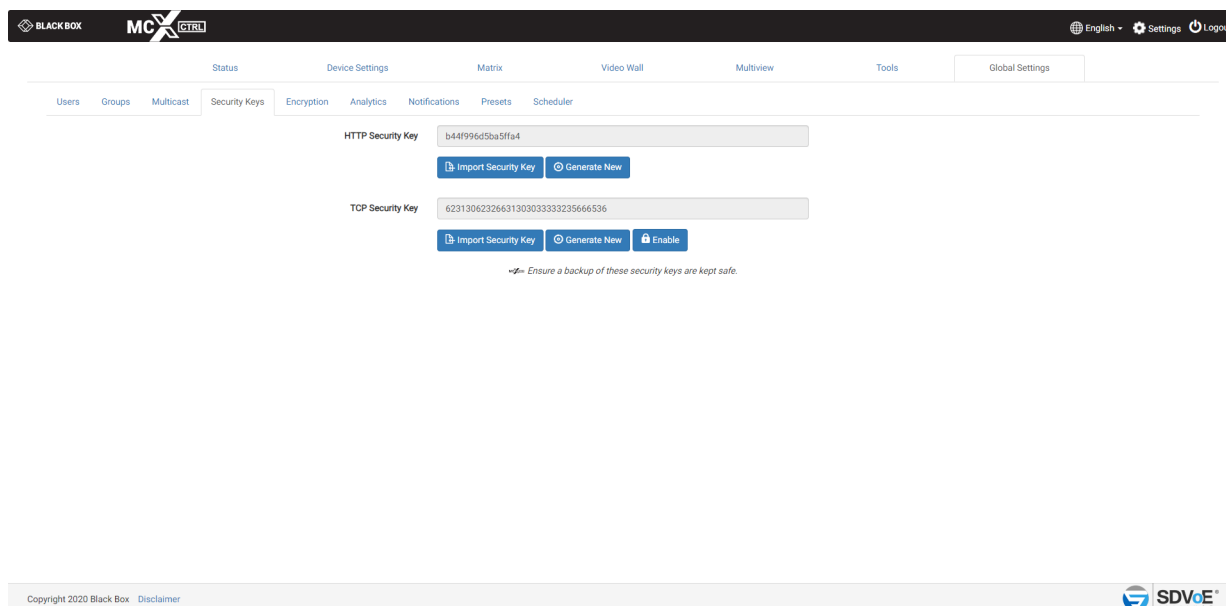 BLACK BOX MCX CTRL English Settings Logou
Status Device Settings Matrix Video Wall Multiview Tools Global Settings
Users Groups Multicast Security Keys Encryption Analytics Notifications Presets Scheduler
HTTP Security Key b44f996d5ba5ffa4
Import Security Key Generate New
TCP Security Key 62313062326631303033333235666536
Import Security Key Generate New Enable
Ensure a backup of these security keys are kept safe.
Copyright 2020 Black Box Disclaimer SDVoE